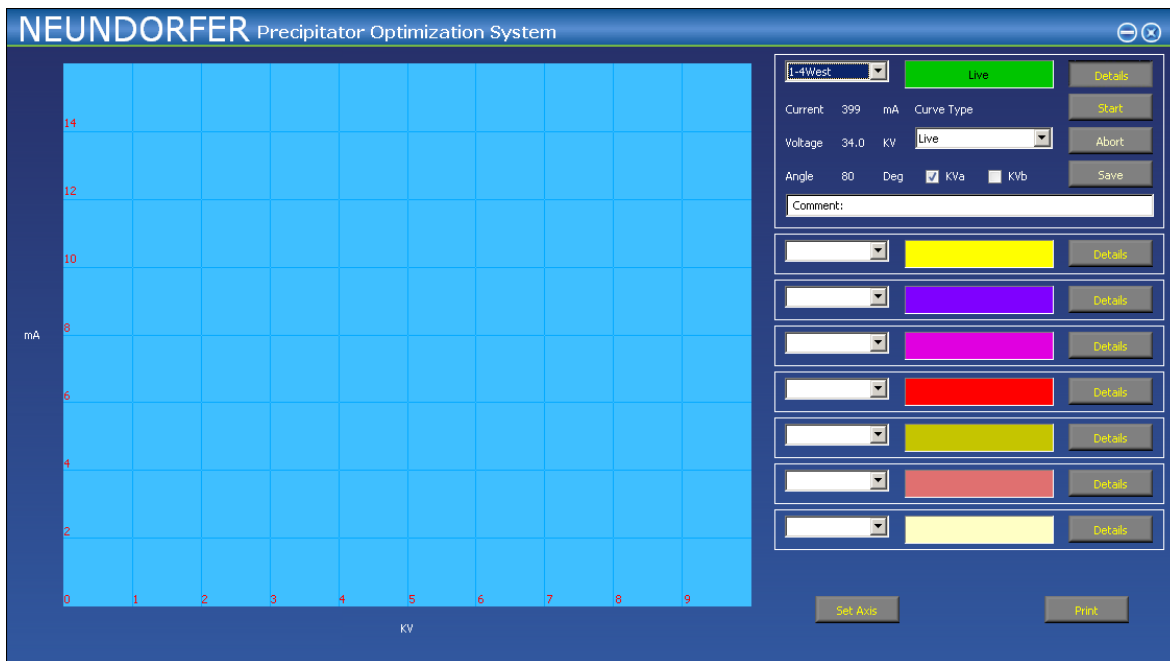 NEUNDORFER Precipitator Optimization System
1-4West Live Details
Current 399 mA Curve Type Start
Voltage 34.0 KV Live Abort
Angle 80 Deg KVa KVb Save
Comment:
Details
Details
Details
Details
Details
Details
Details
14
12
10
8
mA
6
4
2
0 1 2 3 4 5 6 7 8 9
KV
Set Axis Print